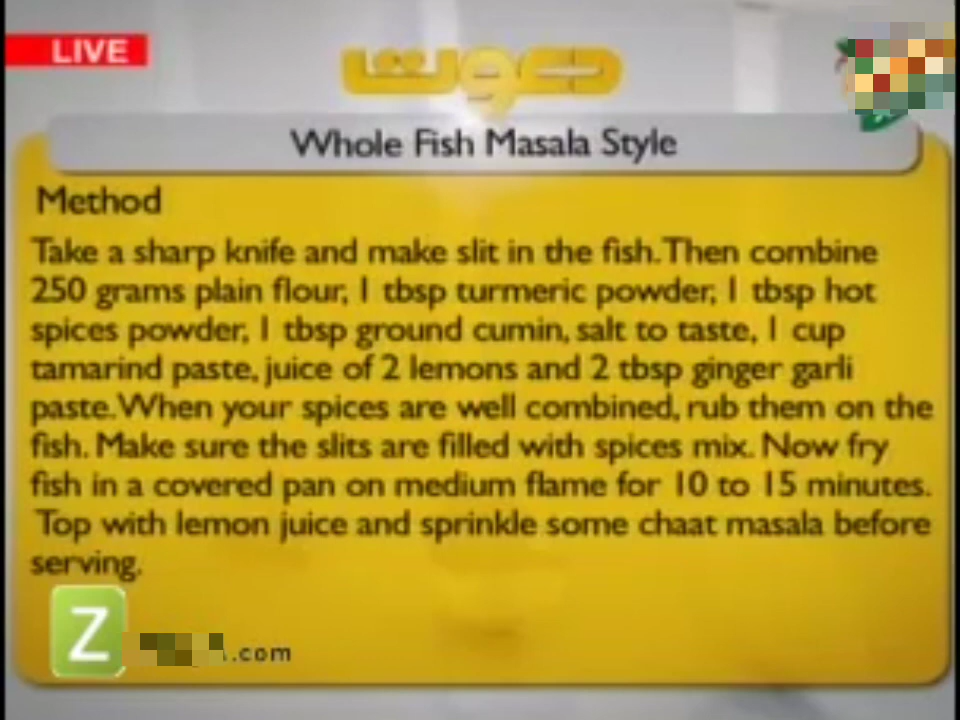 LIVE
دعوت
Whole Fish Masala Style
Method
Take a sharp knife and make slit in the fish. Then combine
250 grams plain flour, 1 tbsp turmeric powder, 1 tbsp hot
spices powder, 1 tbsp ground cumin, salt to taste, 1 cup
tamarind paste, juice of 2 lemons and 2 tbsp ginger garli
paste. When your spices are well combined, rub them on the
fish. Make sure the slits are filled with spices mix. Now fry
fish in a covered pan on medium flame for 10 to 15 minutes.
Top with lemon juice and sprinkle some chaat masala before
serving.
Z
.com